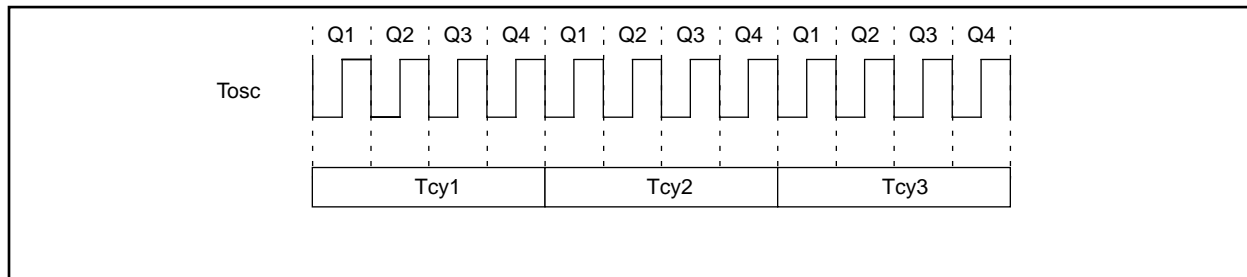 Q1 Q2 Q3 Q4 Q1 Q2 Q3 Q4 Q1 Q2 Q3 Q4
Tosc
Tcy1 Tcy2 Tcy3